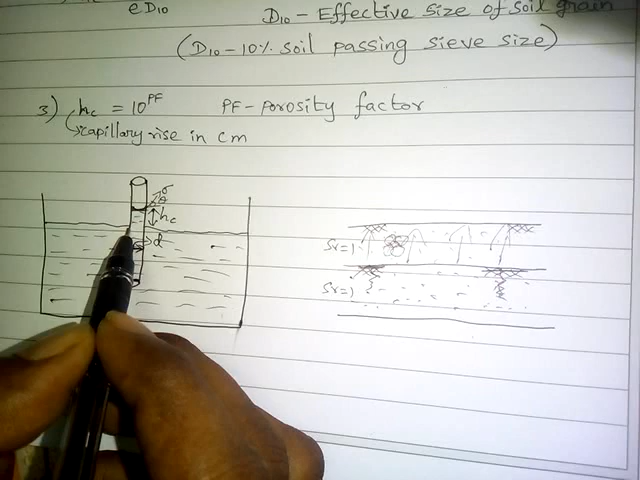 e D10
D10 - Effective size of soil grain
(D10 - 10% soil passing sieve size)
3) hc = 10^PF PF - porosity factor
capillary rise in cm
σ
θ
hc
d
Sr=1
Sr=1